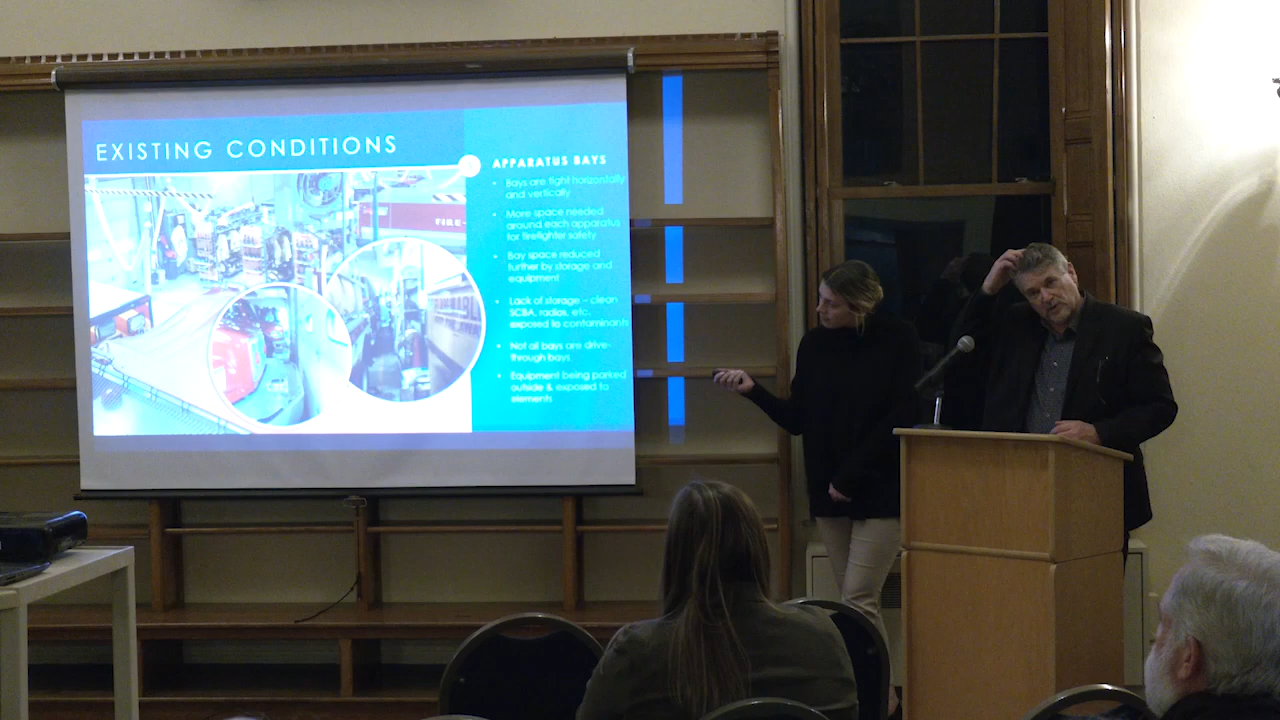 EXISTING CONDITIONS
APPARATUS BAYS
• Bays are tight horizontally
and vertically
• More space needed
around each apparatus
for firefighter safety
• Bay space reduced
further by storage and
equipment
• Lack of storage – clean
SCBA, radios, etc.
exposed to contaminants
• Not all bays are drive-
through bays
• Equipment being parked
outside & exposed to
elements
FIRE-